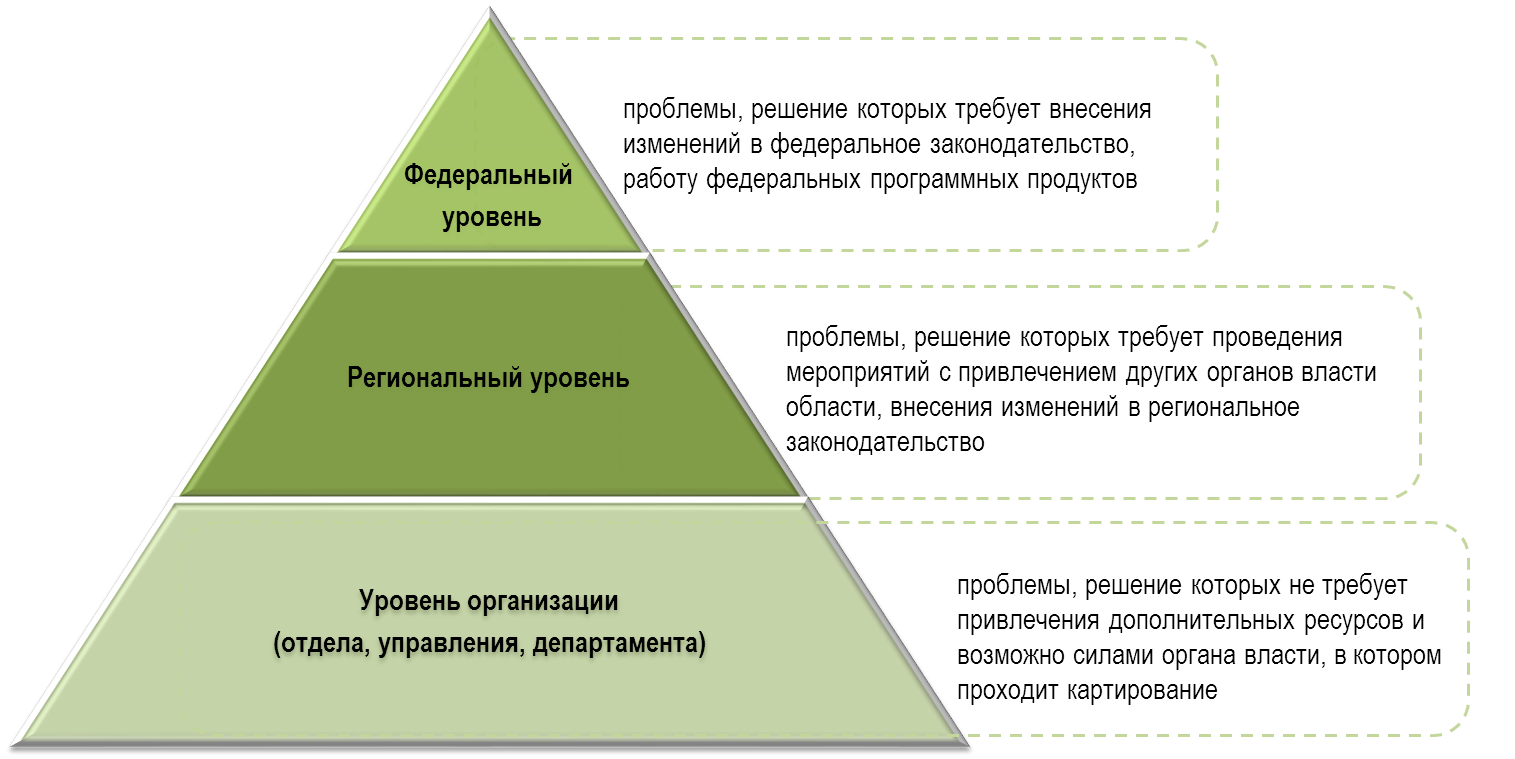 Федеральный
уровень
проблемы, решение которых требует внесения
изменений в федеральное законодательство,
работу федеральных программных продуктов
Региональный уровень
проблемы, решение которых требует проведения
мероприятий с привлечением других органов власти
области, внесения изменений в региональное
законодательство
Уровень организации
(отдела, управления, департамента)
проблемы, решение которых не требует
привлечения дополнительных ресурсов и
возможно силами органа власти, в котором
проходит картирование